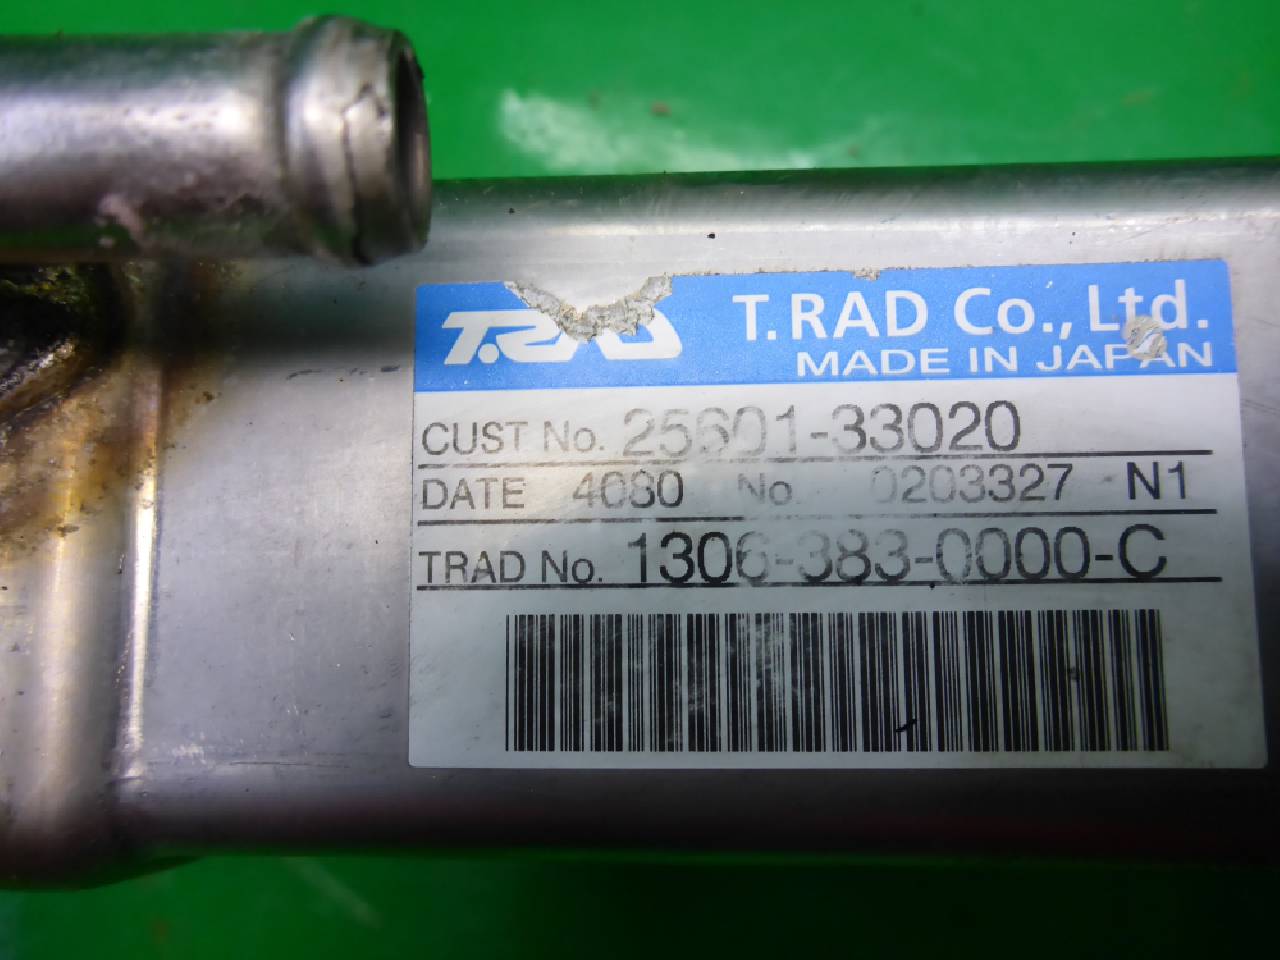 T.RAD
T.RAD Co., Ltd.
MADE IN JAPAN
CUST No. 25601-33020
DATE 4080 No. 0203327 N1
TRAD No. 1306-383-0000-C